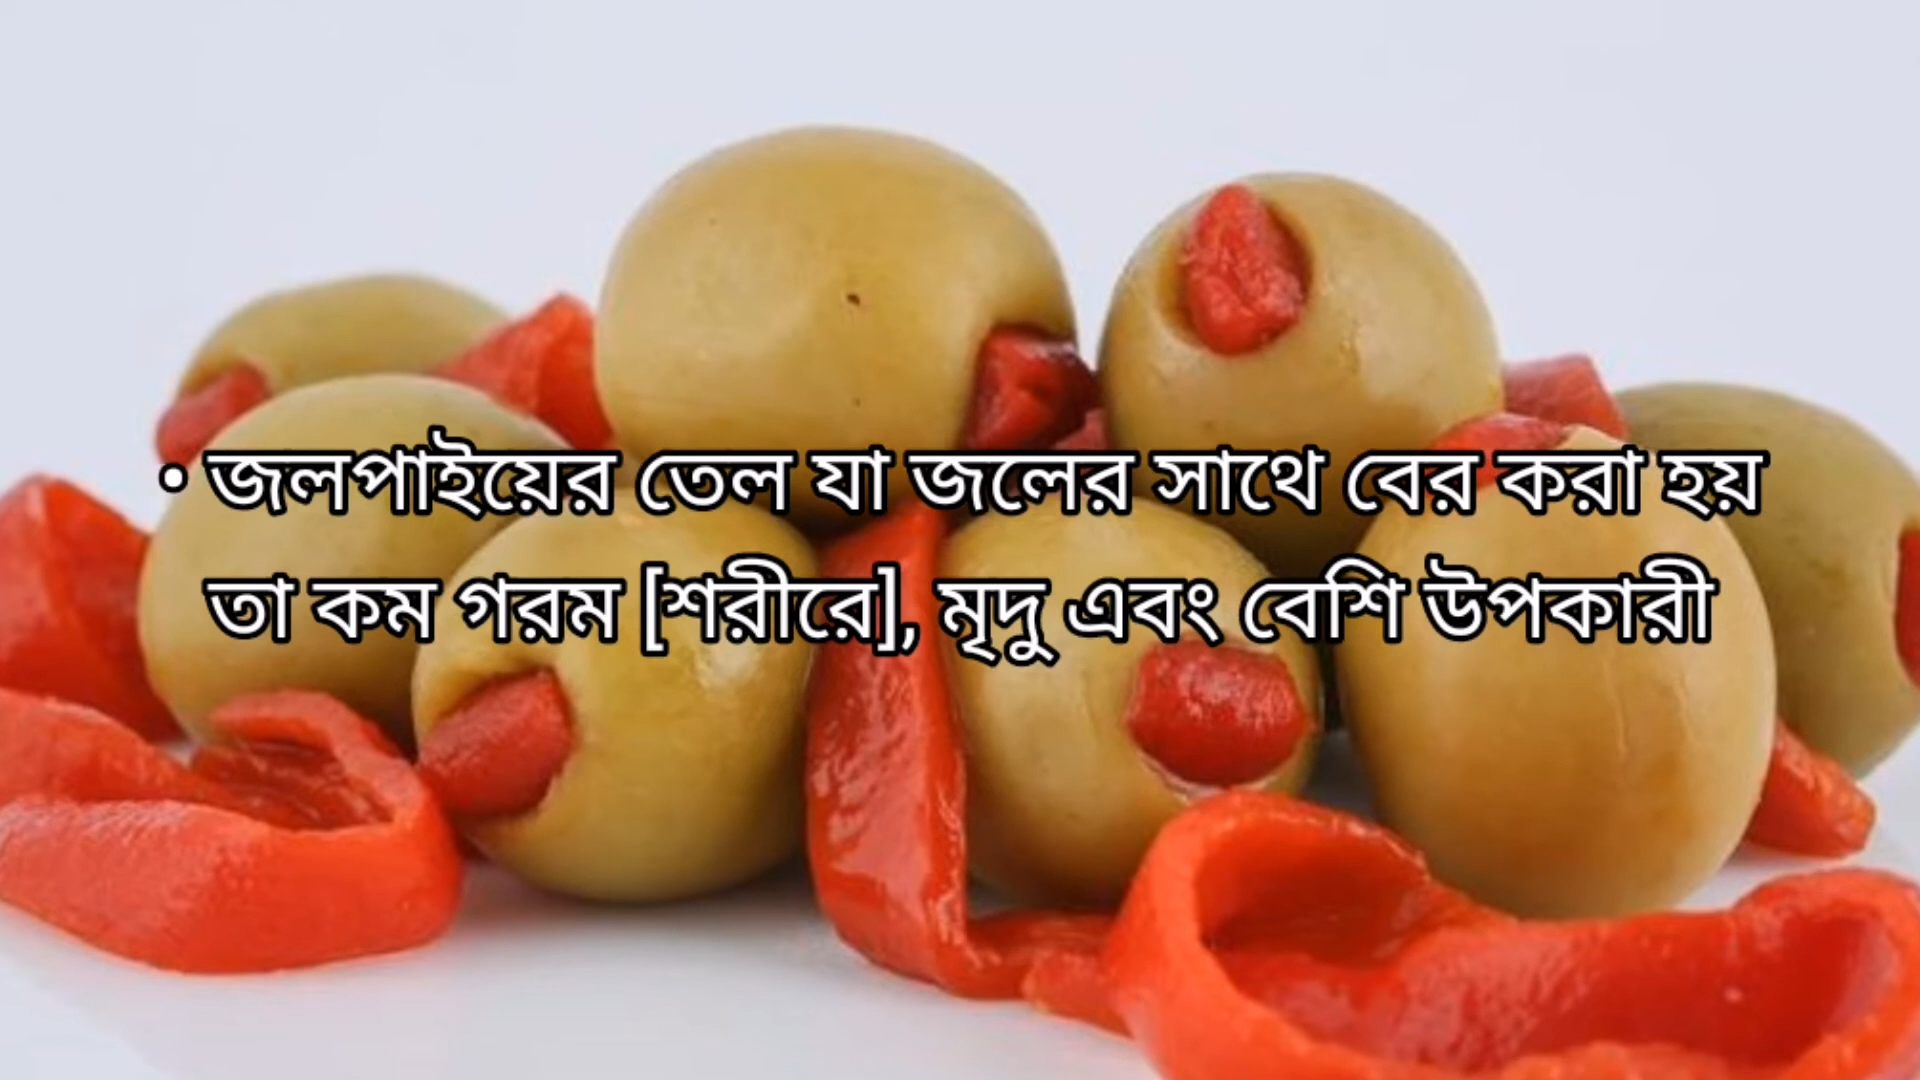 • জলপাইয়ের তেল যা জলের সাথে বের করা হয়
তা কম গরম [শরীরে], মৃদু এবং বেশি উপকারী